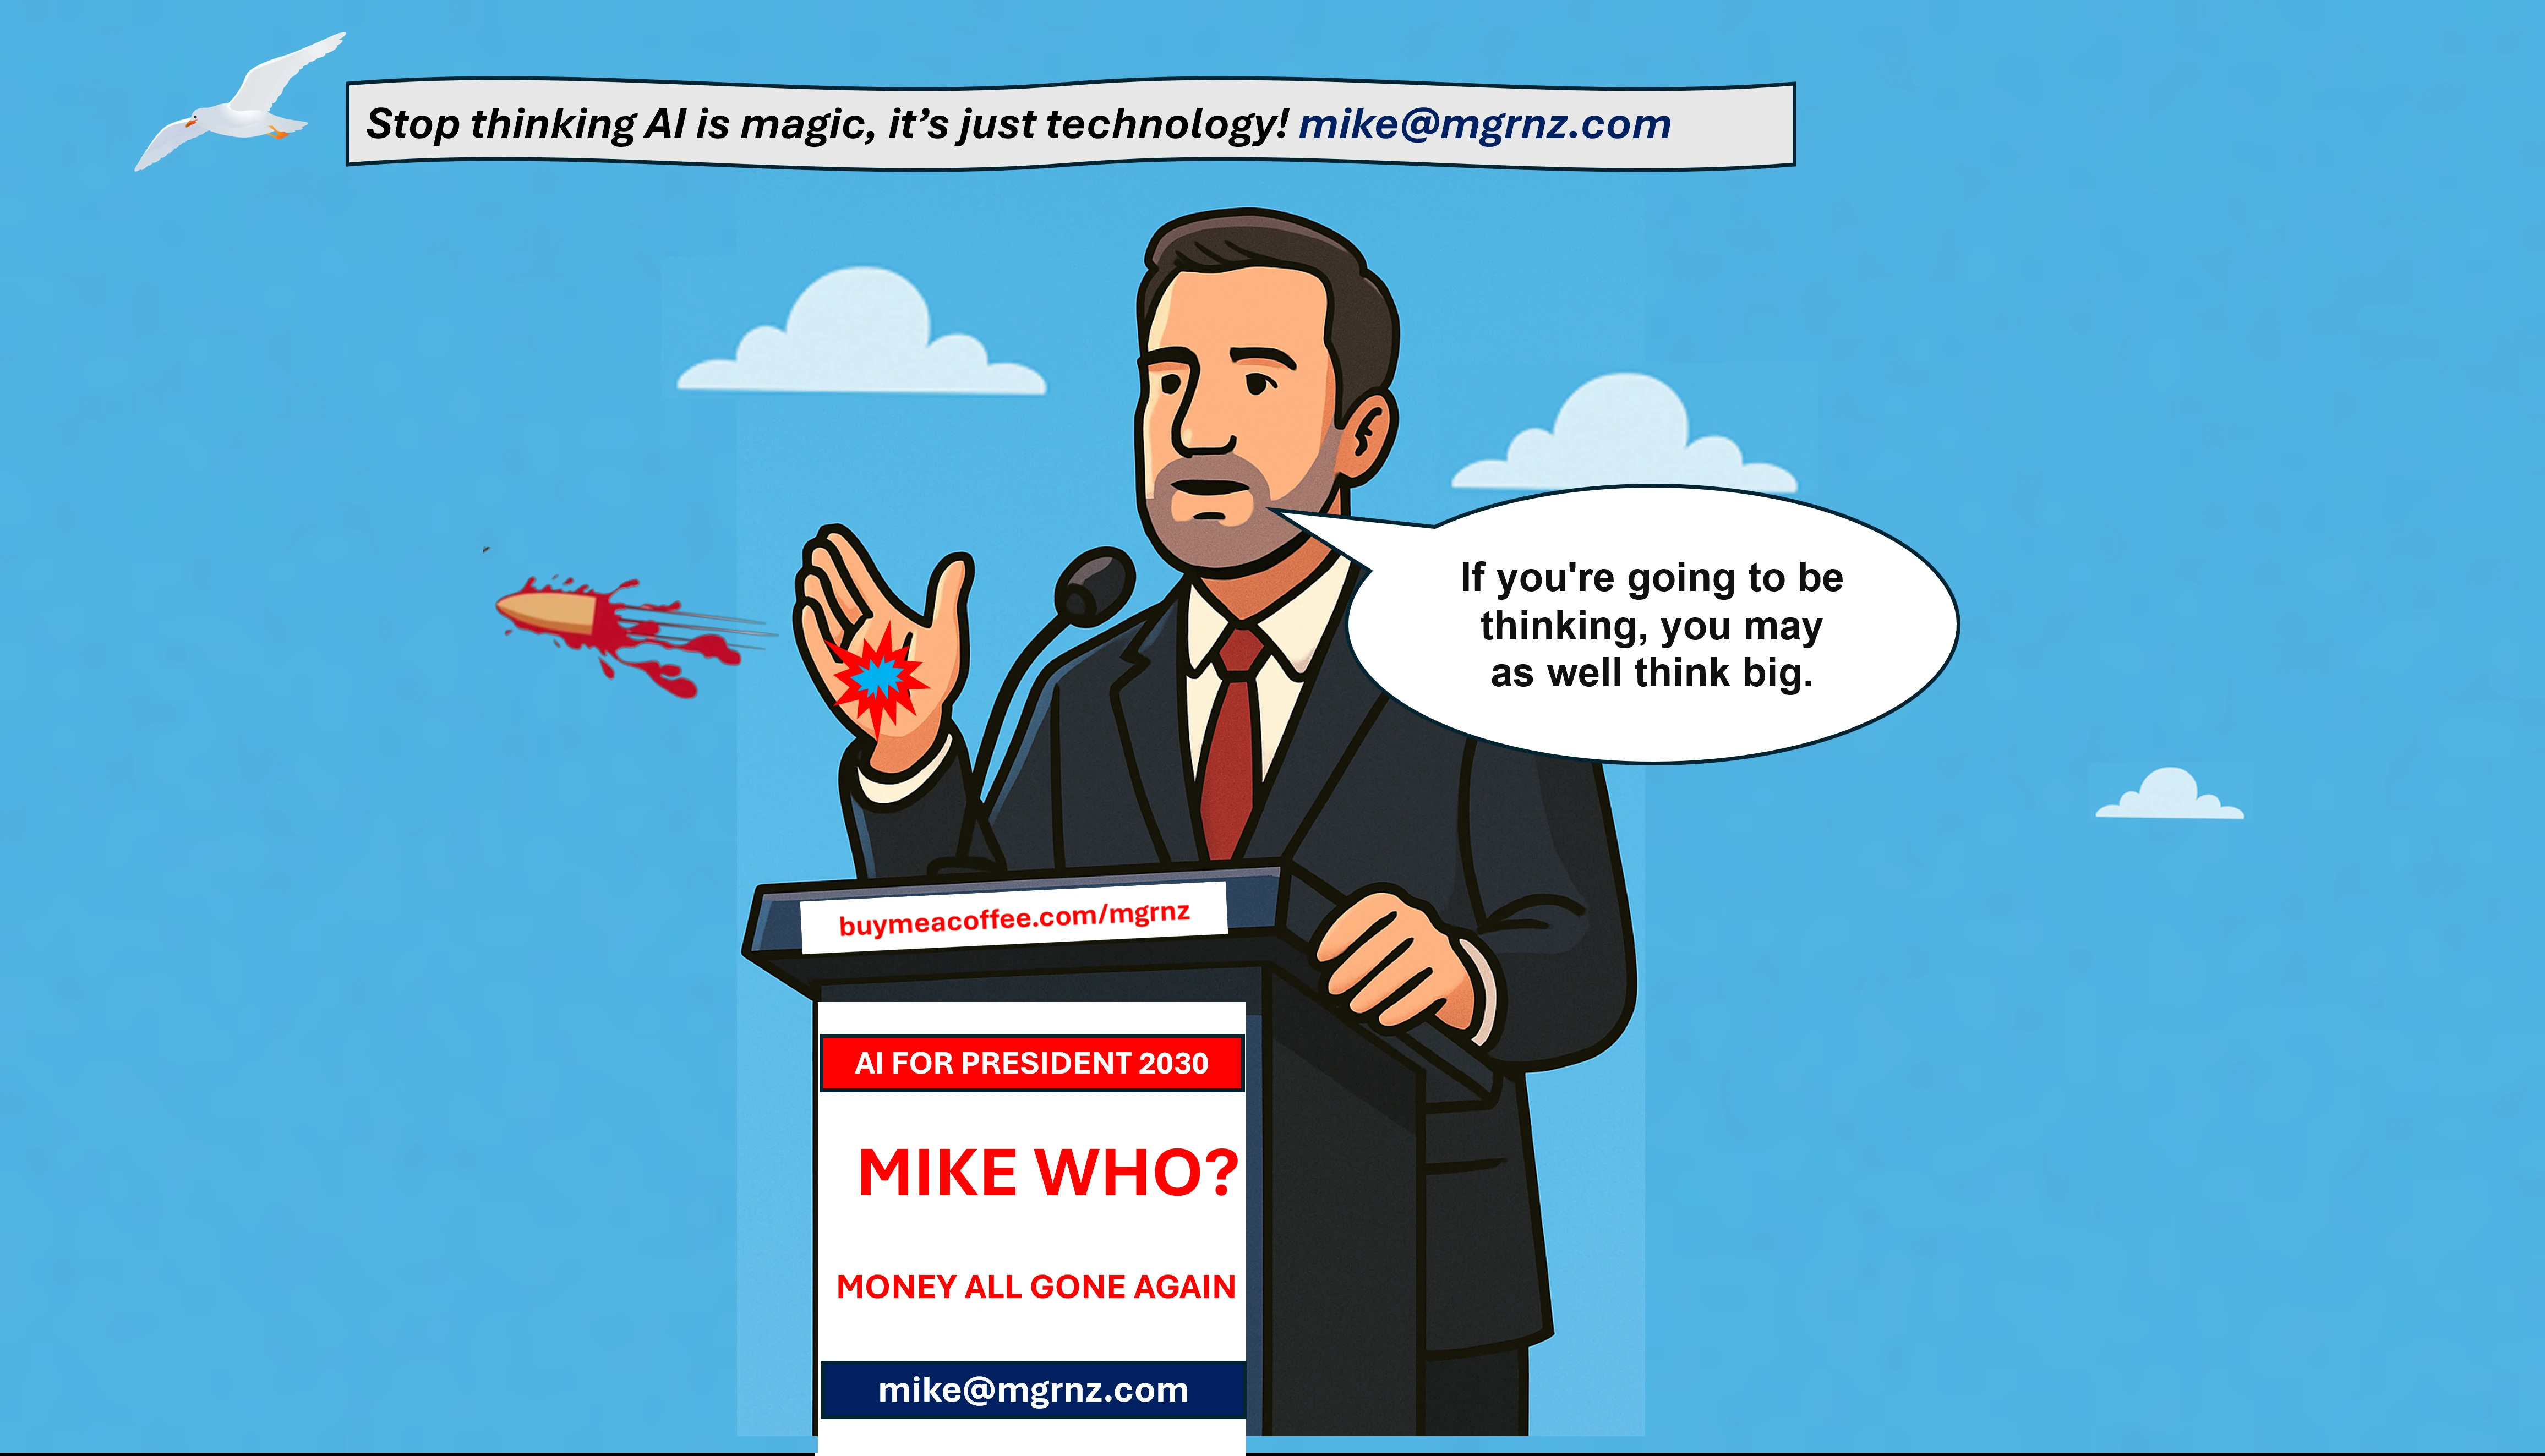 Stop thinking AI is magic, it’s just technology! mike@mgrnz.com
If you're going to be
thinking, you may
as well think big.
buymeacoffee.com/mgrnz
AI FOR PRESIDENT 2030
MIKE WHO?
MONEY ALL GONE AGAIN
mike@mgrnz.com